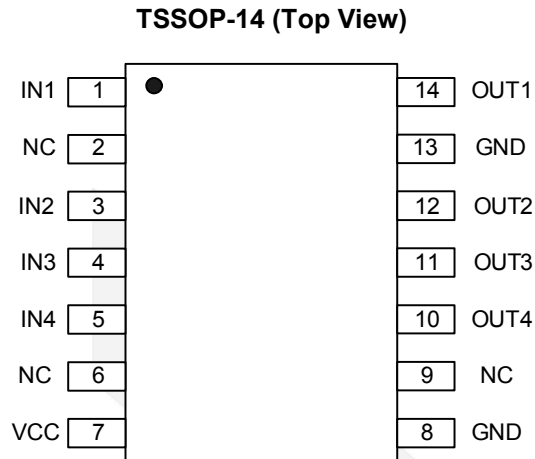 TSSOP-14 (Top View)
IN1 1 14 OUT1
NC 2 13 GND
IN2 3 12 OUT2
IN3 4 11 OUT3
IN4 5 10 OUT4
NC 6 9 NC
VCC 7 8 GND